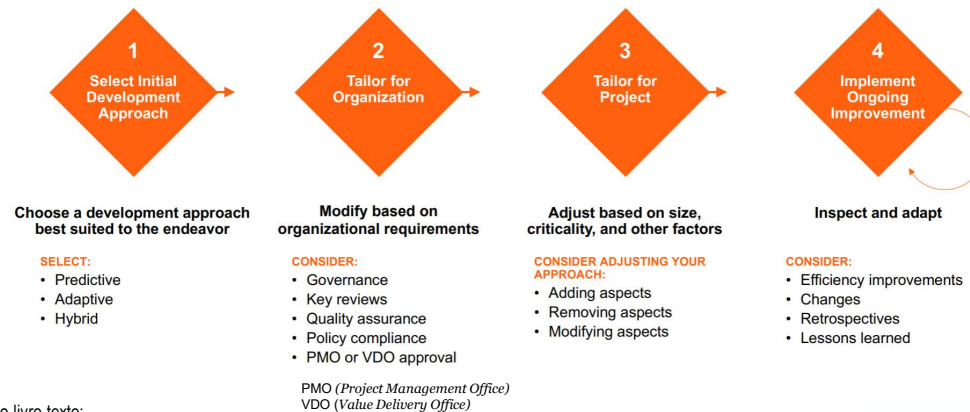 1
Select Initial
Development
Approach
Choose a development approach
best suited to the endeavor
SELECT:
• Predictive
• Adaptive
• Hybrid
2
Tailor for
Organization
Modify based on
organizational requirements
CONSIDER:
• Governance
• Key reviews
• Quality assurance
• Policy compliance
• PMO or VDO approval
PMO (Project Management Office)
VDO (Value Delivery Office)
3
Tailor for
Project
Adjust based on size,
criticality, and other factors
CONSIDER ADJUSTING YOUR
APPROACH:
• Adding aspects
• Removing aspects
• Modifying aspects
4
Implement
Ongoing
Improvement
Inspect and adapt
CONSIDER:
• Efficiency improvements
• Changes
• Retrospectives
• Lessons learned
livro texto: